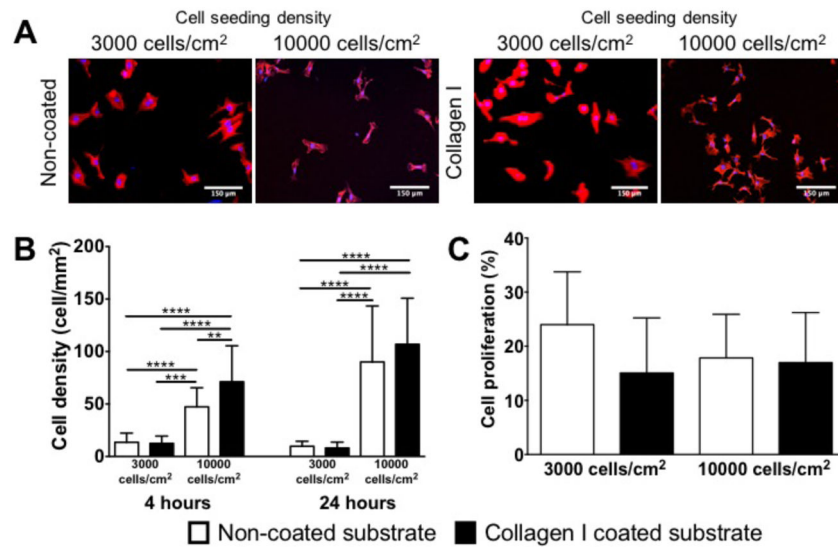 A
Cell seeding density
3000 cells/cm²
10000 cells/cm²
Cell seeding density
3000 cells/cm²
10000 cells/cm²
Non-coated
150 µm
150 µm
Collagen I
150 µm
150 µm
B
Cell density (cell/mm²)
200
150
100
50
0
****
****
**
****
***
****
****
****
****
3000
cells/cm²
10000
cells/cm²
3000
cells/cm²
10000
cells/cm²
4 hours
24 hours
C
Cell proliferation (%)
40
30
20
10
0
3000 cells/cm²
10000 cells/cm²
Non-coated substrate
Collagen I coated substrate